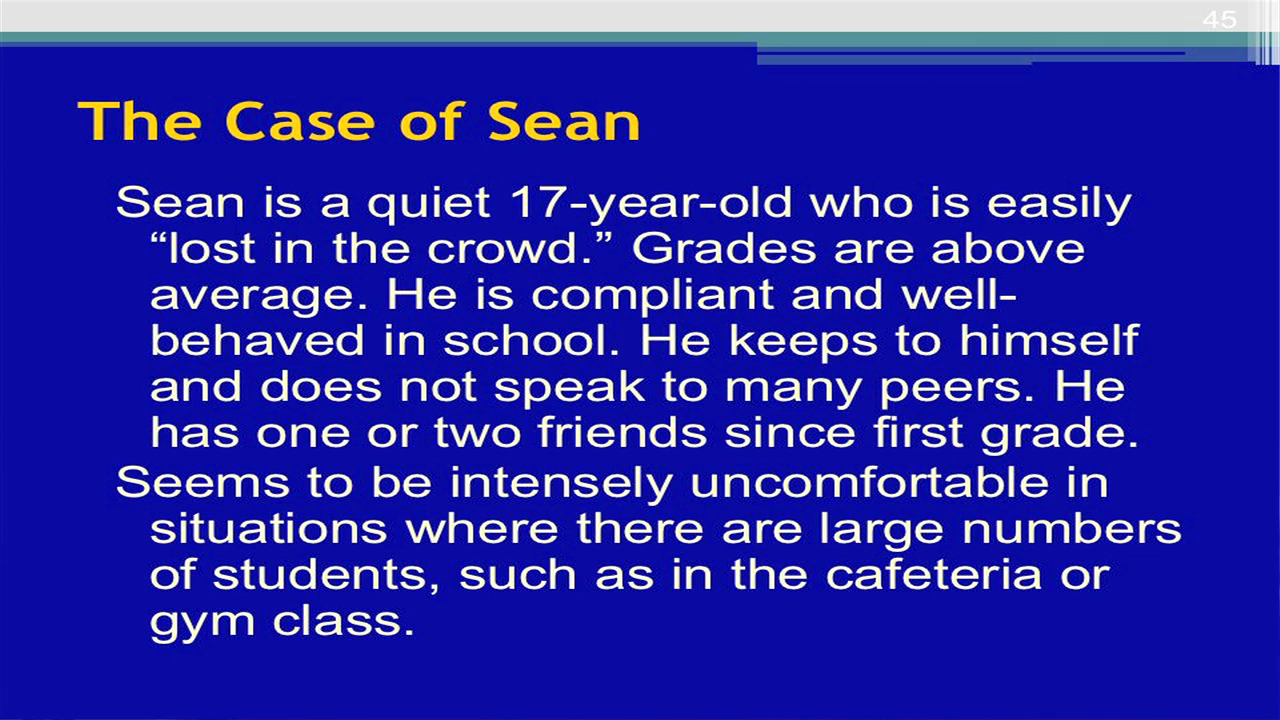 45
The Case of Sean
Sean is a quiet 17-year-old who is easily
“lost in the crowd.” Grades are above
average. He is compliant and well-
behaved in school. He keeps to himself
and does not speak to many peers. He
has one or two friends since first grade.
Seems to be intensely uncomfortable in
situations where there are large numbers
of students, such as in the cafeteria or
gym class.